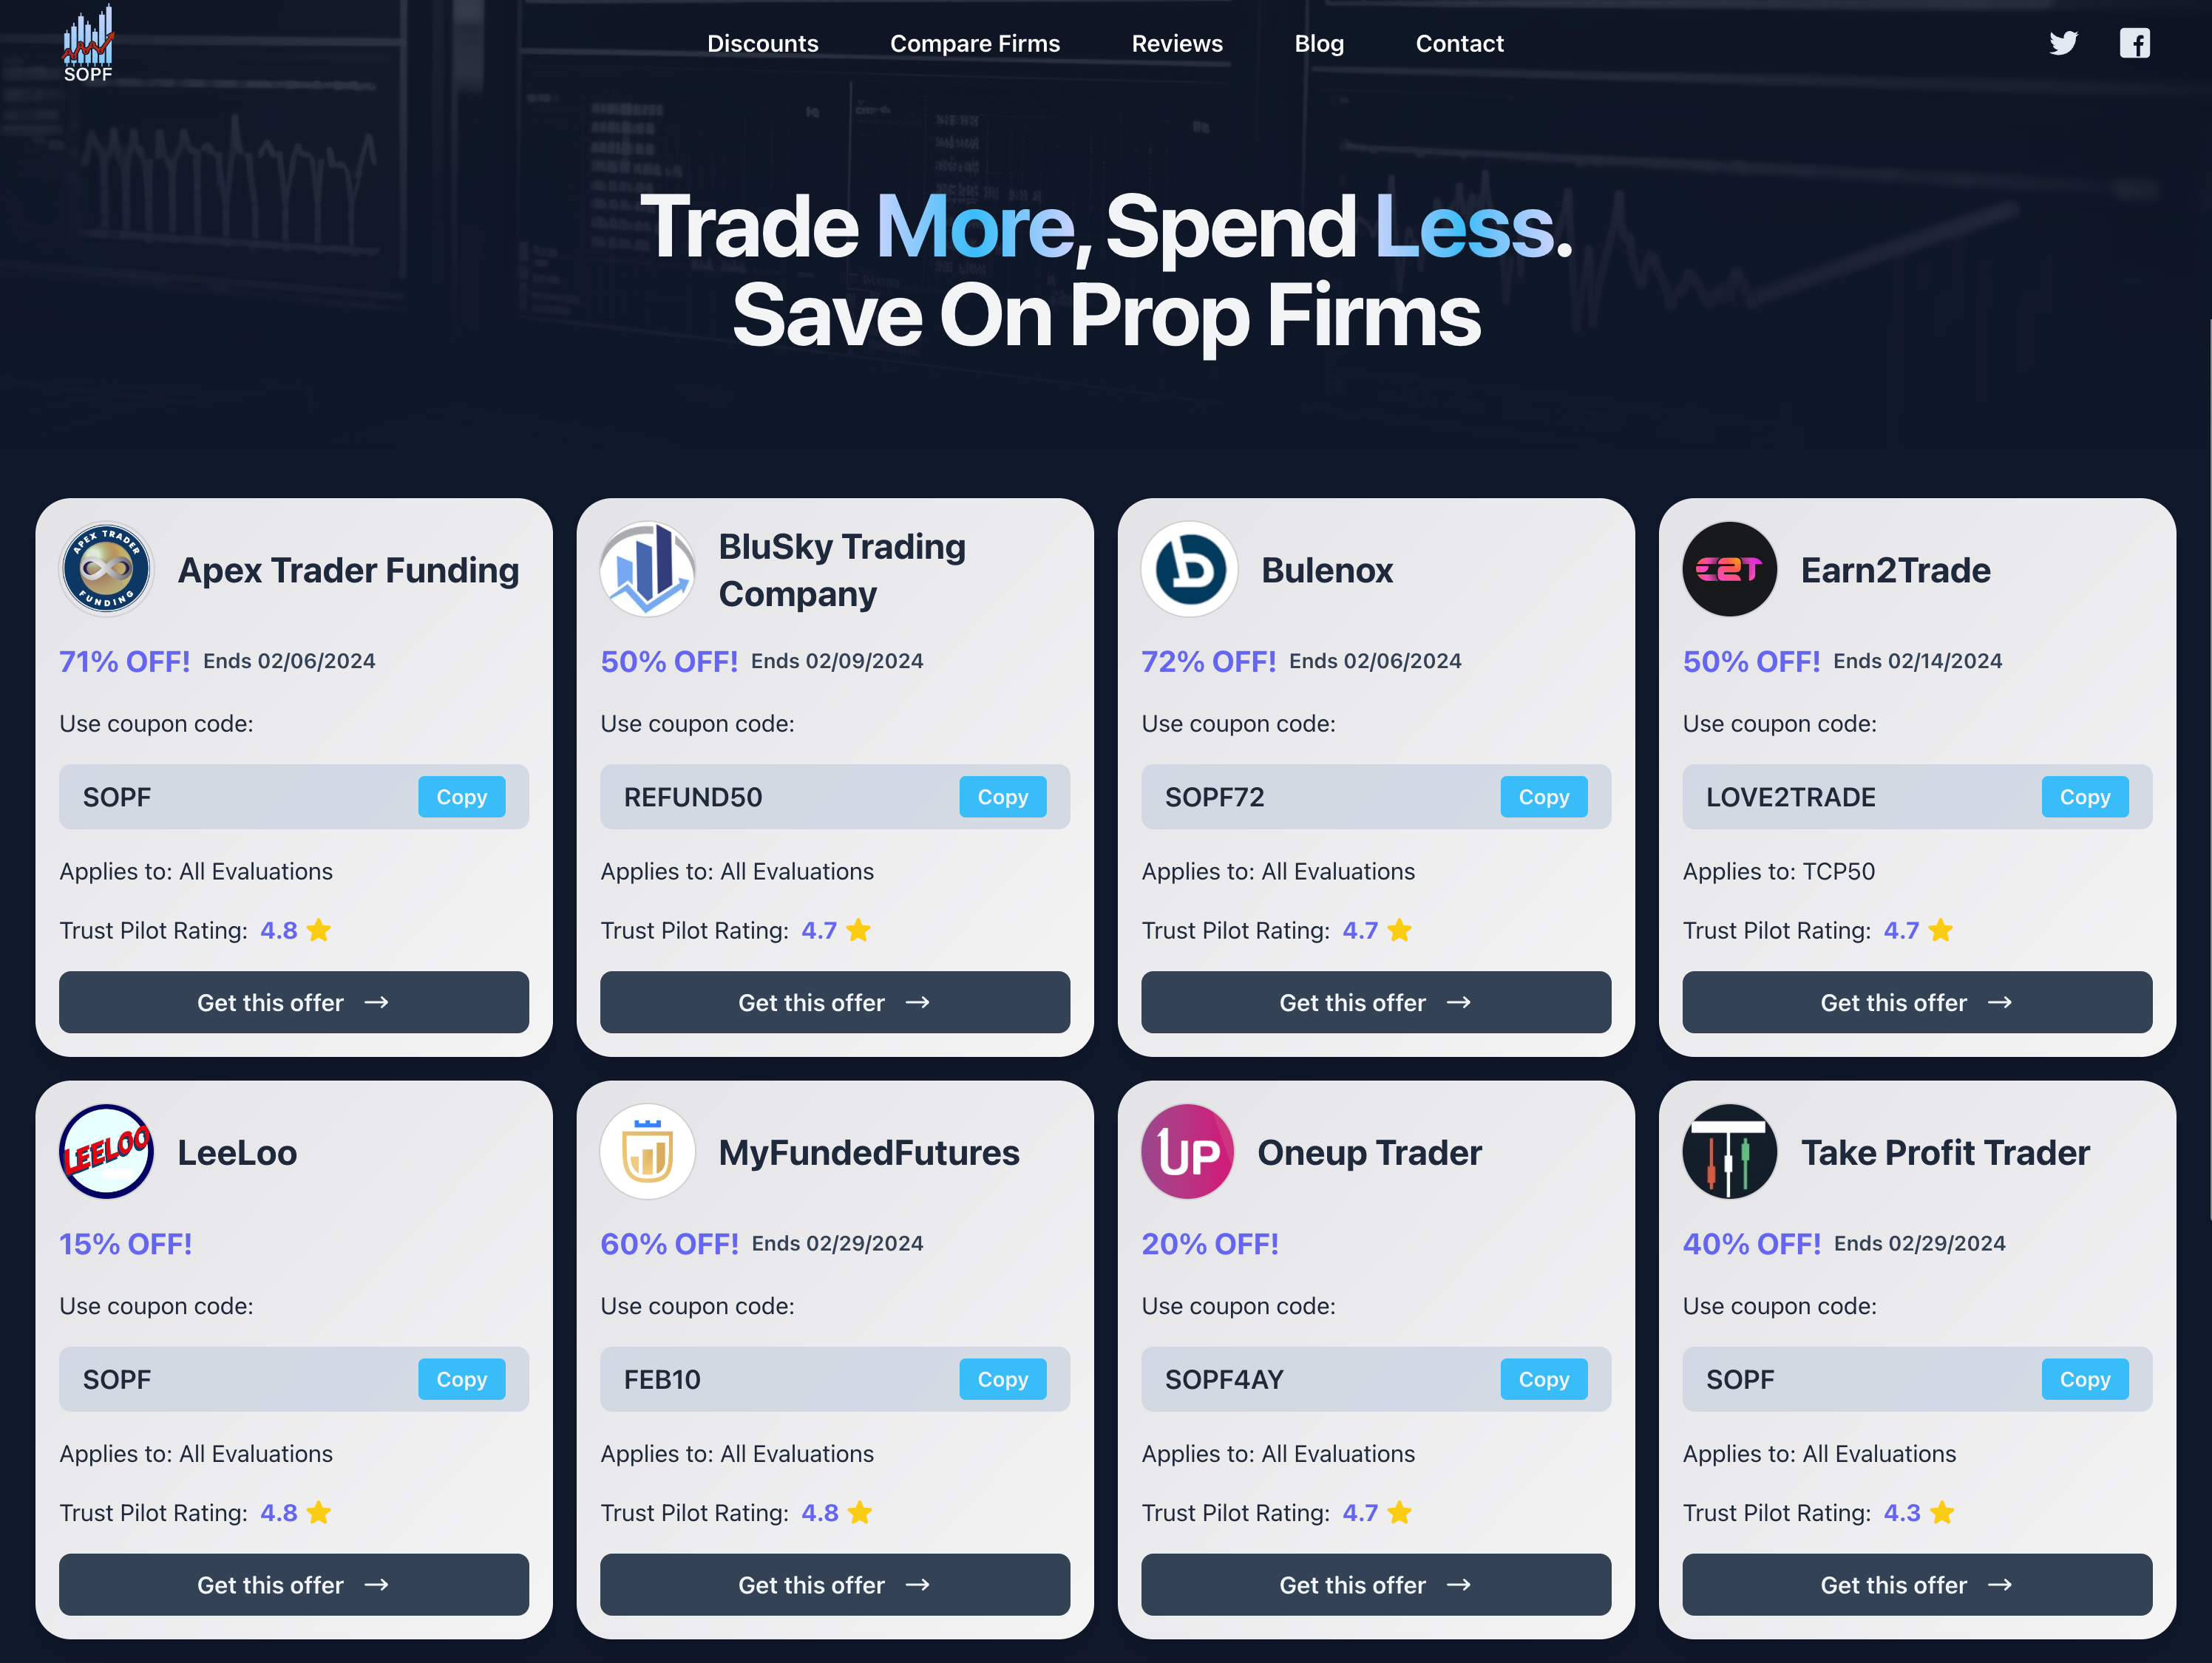 SOPF
Discounts
Compare Firms
Reviews
Blog
Contact
Trade More, Spend Less.
Save On Prop Firms
APEX TRADER
FUNDING
Apex Trader Funding
71% OFF! Ends 02/06/2024
Use coupon code:
SOPF
Copy
Applies to: All Evaluations
Trust Pilot Rating: 4.8
Get this offer →
BluSky Trading
Company
50% OFF! Ends 02/09/2024
Use coupon code:
REFUND50
Copy
Applies to: All Evaluations
Trust Pilot Rating: 4.7
Get this offer →
Bulenox
72% OFF! Ends 02/06/2024
Use coupon code:
SOPF72
Copy
Applies to: All Evaluations
Trust Pilot Rating: 4.7
Get this offer →
E2T
Earn2Trade
50% OFF! Ends 02/14/2024
Use coupon code:
LOVE2TRADE
Copy
Applies to: TCP50
Trust Pilot Rating: 4.7
Get this offer →
LEELOO
LeeLoo
15% OFF!
Use coupon code:
SOPF
Copy
Applies to: All Evaluations
Trust Pilot Rating: 4.8
Get this offer →
MyFundedFutures
60% OFF! Ends 02/29/2024
Use coupon code:
FEB10
Copy
Applies to: All Evaluations
Trust Pilot Rating: 4.8
Get this offer →
1UP
Oneup Trader
20% OFF!
Use coupon code:
SOPF4AY
Copy
Applies to: All Evaluations
Trust Pilot Rating: 4.7
Get this offer →
Take Profit Trader
40% OFF! Ends 02/29/2024
Use coupon code:
SOPF
Copy
Applies to: All Evaluations
Trust Pilot Rating: 4.3
Get this offer →